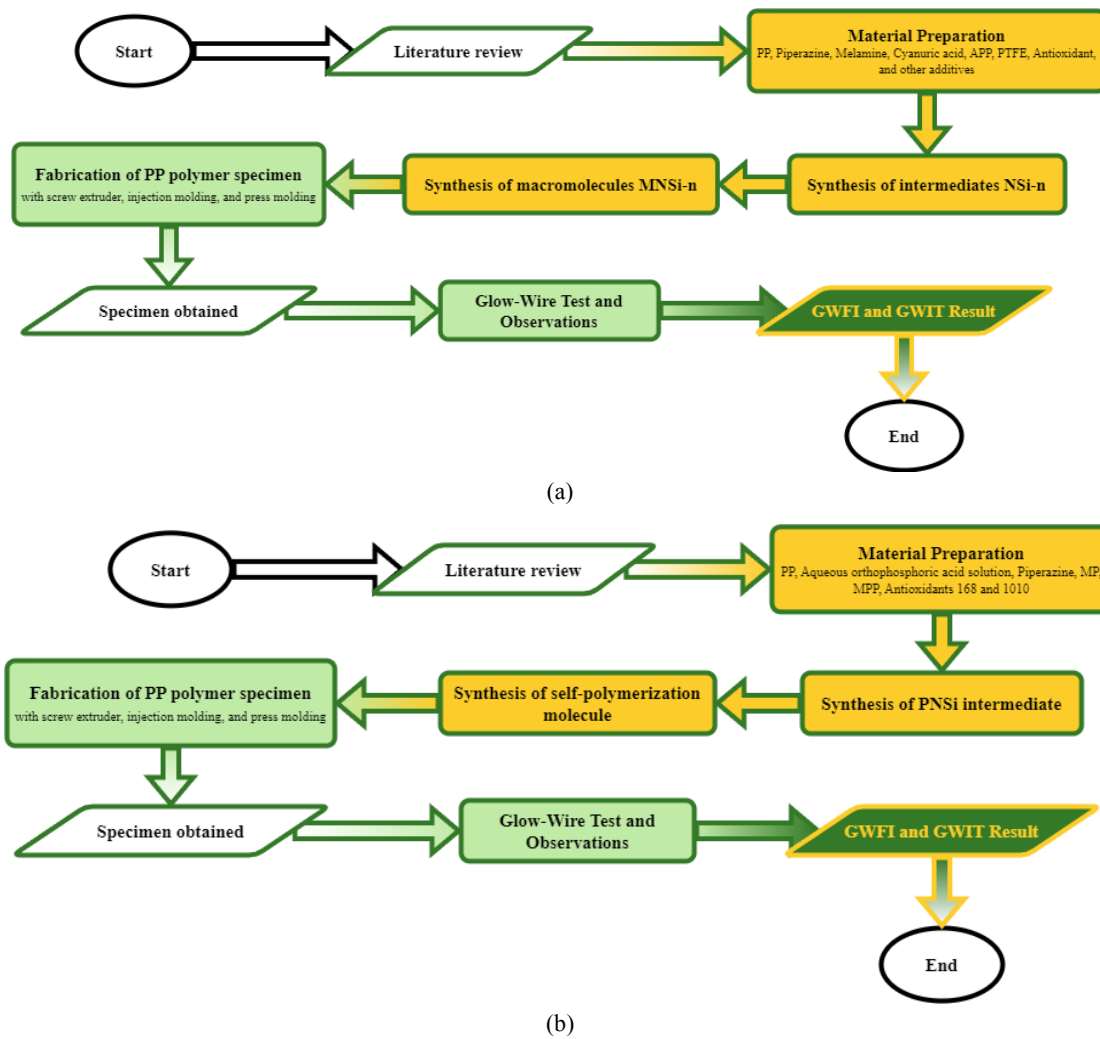 Start
Literature review
Material Preparation
PP, Piperazine, Melamine, Cyanuric acid, APP, PTFE, Antioxidant,
and other additives
Fabrication of PP polymer specimen
with screw extruder, injection molding, and press molding
Synthesis of macromolecules MNSi-n
Synthesis of intermediates NSi-n
Specimen obtained
Glow-Wire Test and
Observations
GWFI and GWIT Result
End
(a)
Start
Literature review
Material Preparation
PP, Aqueous orthophosphoric acid solution, Piperazine, MP,
MPP, Antioxidants 168 and 1010
Fabrication of PP polymer specimen
with screw extruder, injection molding, and press molding
Synthesis of self-polymerization
molecule
Synthesis of PNSi intermediate
Specimen obtained
Glow-Wire Test and
Observations
GWFI and GWIT Result
End
(b)